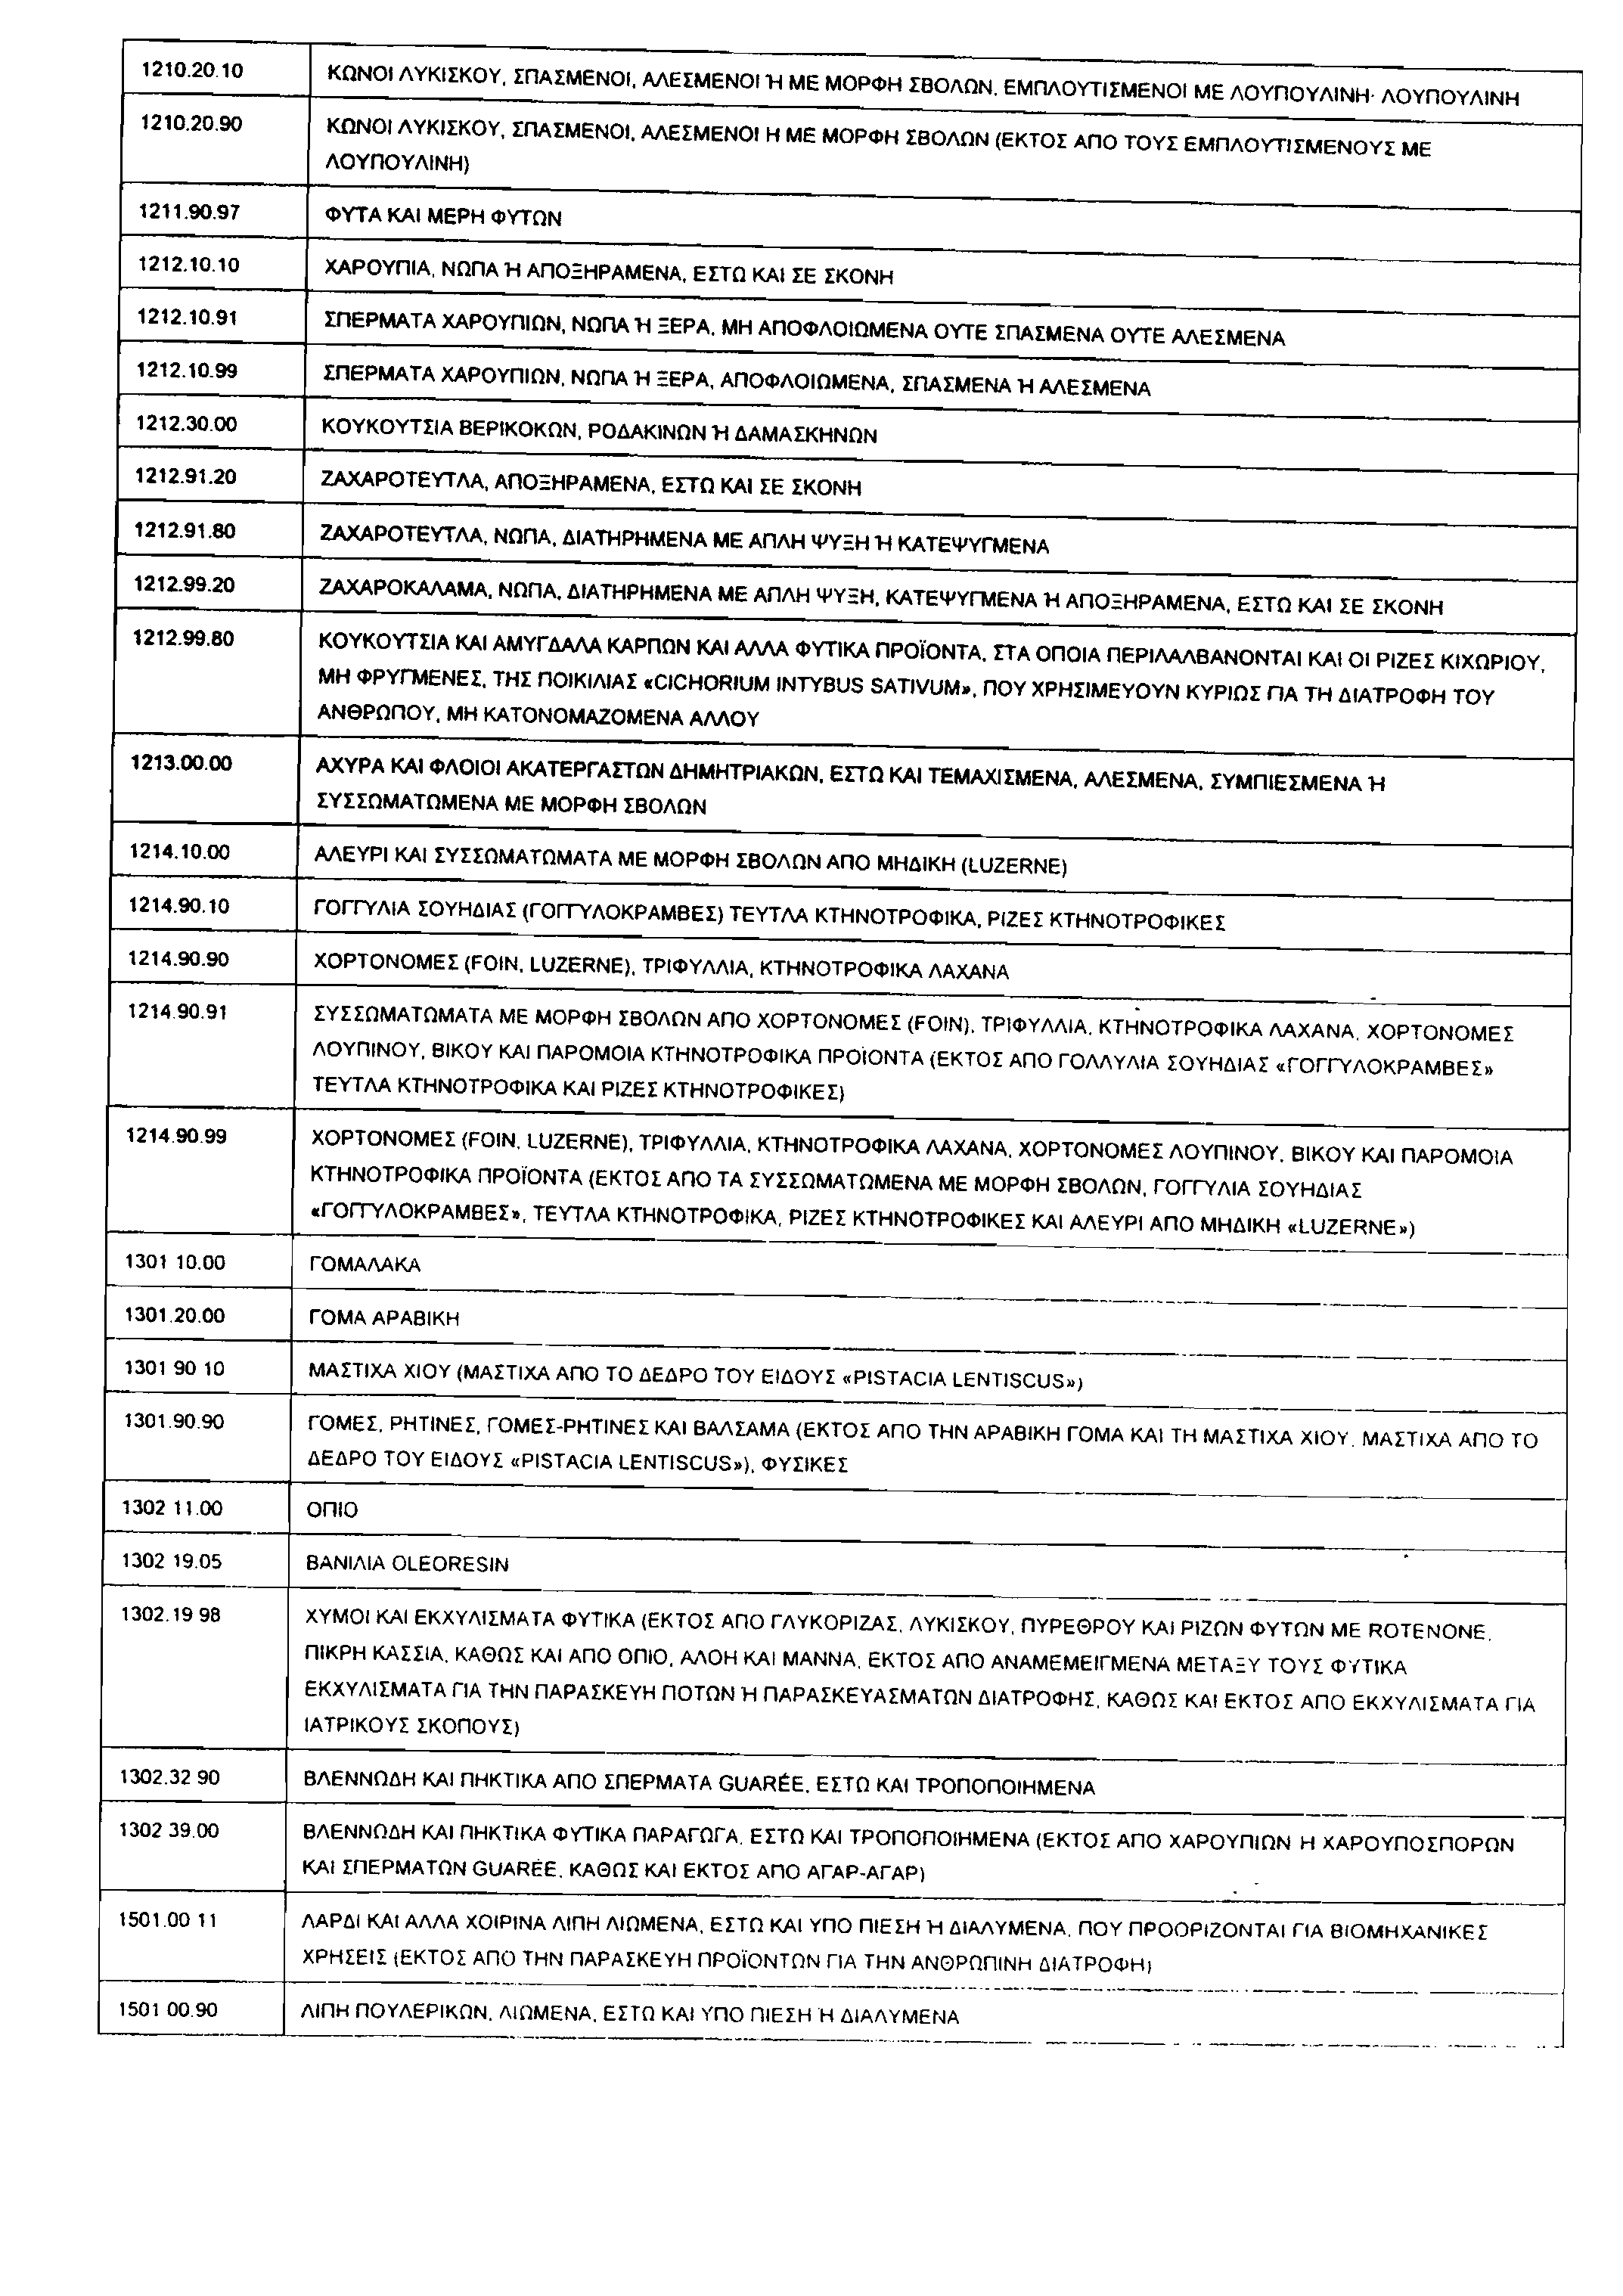 1210.20.10 ΚΩΝΟΙ ΛΥΚΙΣΚΟΥ, ΣΠΑΣΜΕΝΟΙ, ΑΛΕΣΜΕΝΟΙ Ή ΜΕ ΜΟΡΦΗ ΣΒΟΛΩΝ, ΕΜΠΛΟΥΤΙΣΜΕΝΟΙ ΜΕ ΛΟΥΠΟΥΛΙΝΗ· ΛΟΥΠΟΥΛΙΝΗ
1210.20.90 ΚΩΝΟΙ ΛΥΚΙΣΚΟΥ, ΣΠΑΣΜΕΝΟΙ, ΑΛΕΣΜΕΝΟΙ Η ΜΕ ΜΟΡΦΗ ΣΒΟΛΩΝ (ΕΚΤΟΣ ΑΠΟ ΤΟΥΣ ΕΜΠΛΟΥΤΙΣΜΕΝΟΥΣ ΜΕ
ΛΟΥΠΟΥΛΙΝΗ)
1211.90.97 ΦΥΤΑ ΚΑΙ ΜΕΡΗ ΦΥΤΩΝ
1212.10.10 ΧΑΡΟΥΠΙΑ, ΝΩΠΑ Ή ΑΠΟΞΗΡΑΜΕΝΑ, ΕΣΤΩ ΚΑΙ ΣΕ ΣΚΟΝΗ
1212.10.91 ΣΠΕΡΜΑΤΑ ΧΑΡΟΥΠΙΩΝ, ΝΩΠΑ Ή ΞΕΡΑ, ΜΗ ΑΠΟΦΛΟΙΩΜΕΝΑ ΟΥΤΕ ΣΠΑΣΜΕΝΑ ΟΥΤΕ ΑΛΕΣΜΕΝΑ
1212.10.99 ΣΠΕΡΜΑΤΑ ΧΑΡΟΥΠΙΩΝ, ΝΩΠΑ Ή ΞΕΡΑ, ΑΠΟΦΛΟΙΩΜΕΝΑ, ΣΠΑΣΜΕΝΑ Ή ΑΛΕΣΜΕΝΑ
1212.30.00 ΚΟΥΚΟΥΤΣΙΑ ΒΕΡΙΚΟΚΩΝ, ΡΟΔΑΚΙΝΩΝ Ή ΔΑΜΑΣΚΗΝΩΝ
1212.91.20 ΖΑΧΑΡΟΤΕΥΤΛΑ, ΑΠΟΞΗΡΑΜΕΝΑ, ΕΣΤΩ ΚΑΙ ΣΕ ΣΚΟΝΗ
1212.91.80 ΖΑΧΑΡΟΤΕΥΤΛΑ, ΝΩΠΑ, ΔΙΑΤΗΡΗΜΕΝΑ ΜΕ ΑΠΛΗ ΨΥΞΗ Ή ΚΑΤΕΨΥΓΜΕΝΑ
1212.99.20 ΖΑΧΑΡΟΚΑΛΑΜΑ, ΝΩΠΑ, ΔΙΑΤΗΡΗΜΕΝΑ ΜΕ ΑΠΛΗ ΨΥΞΗ, ΚΑΤΕΨΥΓΜΕΝΑ Ή ΑΠΟΞΗΡΑΜΕΝΑ, ΕΣΤΩ ΚΑΙ ΣΕ ΣΚΟΝΗ
1212.99.80 ΚΟΥΚΟΥΤΣΙΑ ΚΑΙ ΑΜΥΓΔΑΛΑ ΚΑΡΠΩΝ ΚΑΙ ΑΛΛΑ ΦΥΤΙΚΑ ΠΡΟΪΟΝΤΑ, ΣΤΑ ΟΠΟΙΑ ΠΕΡΙΛΑΛΒΑΝΟΝΤΑΙ ΚΑΙ ΟΙ ΡΙΖΕΣ ΚΙΧΩΡΙΟΥ,
ΜΗ ΦΡΥΓΜΕΝΕΣ, ΤΗΣ ΠΟΙΚΙΛΙΑΣ «CICHORIUM INTYBUS SATIVUM», ΠΟΥ ΧΡΗΣΙΜΕΥΟΥΝ ΚΥΡΙΩΣ ΓΙΑ ΤΗ ΔΙΑΤΡΟΦΗ ΤΟΥ
ΑΝΘΡΩΠΟΥ, ΜΗ ΚΑΤΟΝΟΜΑΖΟΜΕΝΑ ΑΛΛΟΥ
1213.00.00 ΑΧΥΡΑ ΚΑΙ ΦΛΟΙΟΙ ΑΚΑΤΕΡΓΑΣΤΩΝ ΔΗΜΗΤΡΙΑΚΩΝ, ΕΣΤΩ ΚΑΙ ΤΕΜΑΧΙΣΜΕΝΑ, ΑΛΕΣΜΕΝΑ, ΣΥΜΠΙΕΣΜΕΝΑ Ή
ΣΥΣΣΩΜΑΤΩΜΕΝΑ ΜΕ ΜΟΡΦΗ ΣΒΟΛΩΝ
1214.10.00 ΑΛΕΥΡΙ ΚΑΙ ΣΥΣΣΩΜΑΤΩΜΑΤΑ ΜΕ ΜΟΡΦΗ ΣΒΟΛΩΝ ΑΠΟ ΜΗΔΙΚΗ (LUZERNE)
1214.90.10 ΓΟΓΓΥΛΙΑ ΣΟΥΗΔΙΑΣ (ΓΟΓΓΥΛΟΚΡΑΜΒΕΣ) ΤΕΥΤΛΑ ΚΤΗΝΟΤΡΟΦΙΚΑ, ΡΙΖΕΣ ΚΤΗΝΟΤΡΟΦΙΚΕΣ
1214.90.90 ΧΟΡΤΟΝΟΜΕΣ (FOIN, LUZERNE), ΤΡΙΦΥΛΛΙΑ, ΚΤΗΝΟΤΡΟΦΙΚΑ ΛΑΧΑΝΑ
1214.90.91 ΣΥΣΣΩΜΑΤΩΜΑΤΑ ΜΕ ΜΟΡΦΗ ΣΒΟΛΩΝ ΑΠΟ ΧΟΡΤΟΝΟΜΕΣ (FOIN), ΤΡΙΦΥΛΛΙΑ, ΚΤΗΝΟΤΡΟΦΙΚΑ ΛΑΧΑΝΑ, ΧΟΡΤΟΝΟΜΕΣ
ΛΟΥΠΙΝΟΥ, ΒΙΚΟΥ ΚΑΙ ΠΑΡΟΜΟΙΑ ΚΤΗΝΟΤΡΟΦΙΚΑ ΠΡΟΪΟΝΤΑ (ΕΚΤΟΣ ΑΠΟ ΓΟΛΛΥΛΙΑ ΣΟΥΗΔΙΑΣ «ΓΟΓΓΥΛΟΚΡΑΜΒΕΣ»
ΤΕΥΤΛΑ ΚΤΗΝΟΤΡΟΦΙΚΑ ΚΑΙ ΡΙΖΕΣ ΚΤΗΝΟΤΡΟΦΙΚΕΣ)
1214.90.99 ΧΟΡΤΟΝΟΜΕΣ (FOIN, LUZERNE), ΤΡΙΦΥΛΛΙΑ, ΚΤΗΝΟΤΡΟΦΙΚΑ ΛΑΧΑΝΑ, ΧΟΡΤΟΝΟΜΕΣ ΛΟΥΠΙΝΟΥ, ΒΙΚΟΥ ΚΑΙ ΠΑΡΟΜΟΙΑ
ΚΤΗΝΟΤΡΟΦΙΚΑ ΠΡΟΪΟΝΤΑ (ΕΚΤΟΣ ΑΠΟ ΤΑ ΣΥΣΣΩΜΑΤΩΜΕΝΑ ΜΕ ΜΟΡΦΗ ΣΒΟΛΩΝ, ΓΟΓΓΥΛΙΑ ΣΟΥΗΔΙΑΣ
«ΓΟΓΓΥΛΟΚΡΑΜΒΕΣ», ΤΕΥΤΛΑ ΚΤΗΝΟΤΡΟΦΙΚΑ, ΡΙΖΕΣ ΚΤΗΝΟΤΡΟΦΙΚΕΣ ΚΑΙ ΑΛΕΥΡΙ ΑΠΟ ΜΗΔΙΚΗ «LUZERNE»)
1301 10.00 ΓΟΜΑΛΑΚΑ
1301.20.00 ΓΟΜΑ ΑΡΑΒΙΚΗ
1301 90 10 ΜΑΣΤΙΧΑ ΧΙΟΥ (ΜΑΣΤΙΧΑ ΑΠΟ ΤΟ ΔΕΔΡΟ ΤΟΥ ΕΙΔΟΥΣ «PISTACIA LENTISCUS»)
1301.90.90 ΓΟΜΕΣ, ΡΗΤΙΝΕΣ, ΓΟΜΕΣ-ΡΗΤΙΝΕΣ ΚΑΙ ΒΑΛΣΑΜΑ (ΕΚΤΟΣ ΑΠΟ ΤΗΝ ΑΡΑΒΙΚΗ ΓΟΜΑ ΚΑΙ ΤΗ ΜΑΣΤΙΧΑ ΧΙΟΥ, ΜΑΣΤΙΧΑ ΑΠΟ ΤΟ
ΔΕΔΡΟ ΤΟΥ ΕΙΔΟΥΣ «PISTACIA LENTISCUS»), ΦΥΣΙΚΕΣ
1302 11.00 ΟΠΙΟ
1302 19.05 ΒΑΝΙΛΙΑ OLEORESIN
1302.19 98 ΧΥΜΟΙ ΚΑΙ ΕΚΧΥΛΙΣΜΑΤΑ ΦΥΤΙΚΑ (ΕΚΤΟΣ ΑΠΟ ΓΛΥΚΟΡΙΖΑΣ, ΛΥΚΙΣΚΟΥ, ΠΥΡΕΘΡΟΥ ΚΑΙ ΡΙΖΩΝ ΦΥΤΩΝ ΜΕ ROTENONE,
ΠΙΚΡΗ ΚΑΣΣΙΑ, ΚΑΘΩΣ ΚΑΙ ΑΠΟ ΟΠΙΟ, ΑΛΟΗ ΚΑΙ ΜΑΝΝΑ, ΕΚΤΟΣ ΑΠΟ ΑΝΑΜΕΜΕΙΓΜΕΝΑ ΜΕΤΑΞΥ ΤΟΥΣ ΦΥΤΙΚΑ
ΕΚΧΥΛΙΣΜΑΤΑ ΓΙΑ ΤΗΝ ΠΑΡΑΣΚΕΥΗ ΠΟΤΩΝ Ή ΠΑΡΑΣΚΕΥΑΣΜΑΤΩΝ ΔΙΑΤΡΟΦΗΣ, ΚΑΘΩΣ ΚΑΙ ΕΚΤΟΣ ΑΠΟ ΕΚΧΥΛΙΣΜΑΤΑ ΓΙΑ
ΙΑΤΡΙΚΟΥΣ ΣΚΟΠΟΥΣ)
1302.32 90 ΒΛΕΝΝΩΔΗ ΚΑΙ ΠΗΚΤΙΚΑ ΑΠΟ ΣΠΕΡΜΑΤΑ GUARÉE, ΕΣΤΩ ΚΑΙ ΤΡΟΠΟΠΟΙΗΜΕΝΑ
1302 39.00 ΒΛΕΝΝΩΔΗ ΚΑΙ ΠΗΚΤΙΚΑ ΦΥΤΙΚΑ ΠΑΡΑΓΩΓΑ, ΕΣΤΩ ΚΑΙ ΤΡΟΠΟΠΟΙΗΜΕΝΑ (ΕΚΤΟΣ ΑΠΟ ΧΑΡΟΥΠΙΩΝ Η ΧΑΡΟΥΠΟΣΠΟΡΩΝ
ΚΑΙ ΣΠΕΡΜΑΤΩΝ GUARÉE, ΚΑΘΩΣ ΚΑΙ ΕΚΤΟΣ ΑΠΟ ΑΓΑΡ-ΑΓΑΡ)
1501.00 11 ΛΑΡΔΙ ΚΑΙ ΑΛΛΑ ΧΟΙΡΙΝΑ ΛΙΠΗ ΛΙΩΜΕΝΑ, ΕΣΤΩ ΚΑΙ ΥΠΟ ΠΙΕΣΗ Ή ΔΙΑΛΥΜΕΝΑ, ΠΟΥ ΠΡΟΟΡΙΖΟΝΤΑΙ ΓΙΑ ΒΙΟΜΗΧΑΝΙΚΕΣ
ΧΡΗΣΕΙΣ (ΕΚΤΟΣ ΑΠΟ ΤΗΝ ΠΑΡΑΣΚΕΥΗ ΠΡΟΪΟΝΤΩΝ ΓΙΑ ΤΗΝ ΑΝΘΡΩΠΙΝΗ ΔΙΑΤΡΟΦΗ)
1501 00.90 ΛΙΠΗ ΠΟΥΛΕΡΙΚΩΝ, ΛΙΩΜΕΝΑ, ΕΣΤΩ ΚΑΙ ΥΠΟ ΠΙΕΣΗ Ή ΔΙΑΛΥΜΕΝΑ